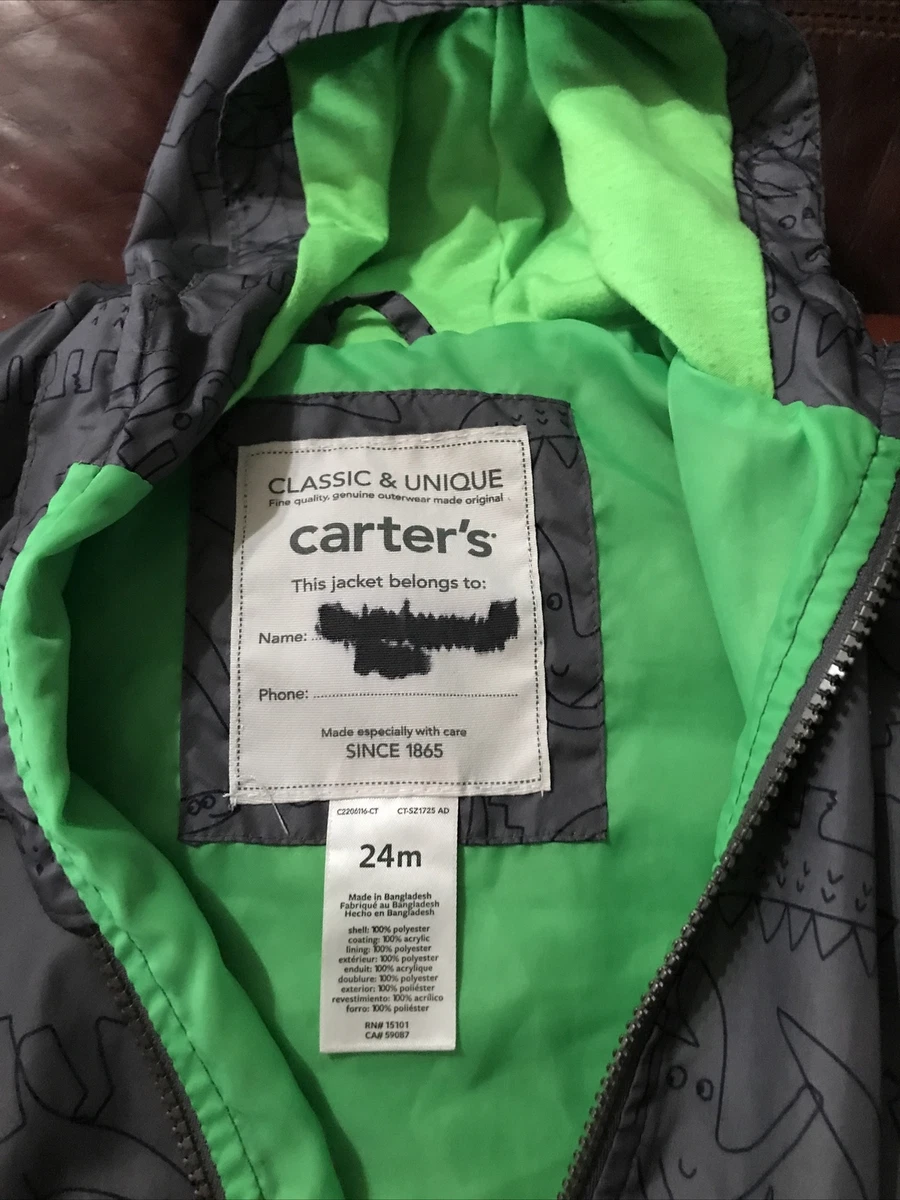 CLASSIC & UNIQUE
Fine quality, genuine outerwear made original
carter's
This jacket belongs to:
Name:
Phone:
Made especially with care
SINCE 1865
C2206116-CT CT-SZ1725 AD
24m
Made in Bangladesh
Fabriqué au Bangladesh
Hecho en Bangladesh
shell: 100% polyester
coating: 100% acrylic
lining: 100% polyester
extérieur: 100% polyester
enduit: 100% acrylique
doublure: 100% polyester
exterior: 100% poliéster
revestimiento: 100% acrílico
forro: 100% poliéster
RN# 15101
CA# 59087